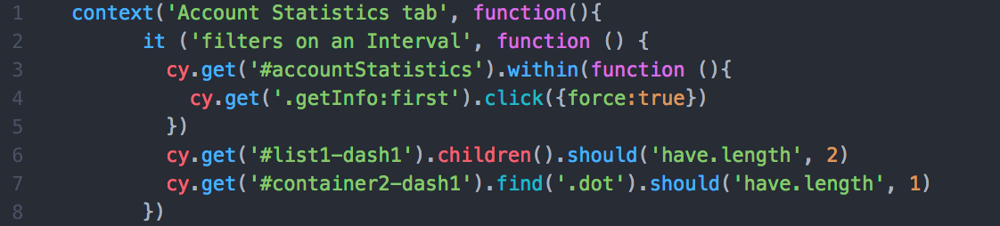 1 context('Account Statistics tab', function(){
2 it ('filters on an Interval', function () {
3 cy.get('#accountStatistics').within(function (){
4 cy.get('.getInfo:first').click({force:true})
5 })
6 cy.get('#list1-dash1').children().should('have.length', 2)
7 cy.get('#container2-dash1').find('.dot').should('have.length', 1)
8 })